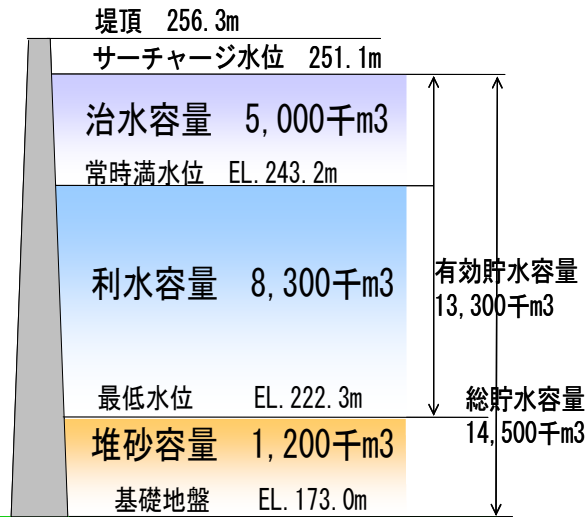 堤頂 256.3m
サーチャージ水位 251.1m
治水容量 5,000千m3
常時満水位 EL.243.2m
利水容量 8,300千m3
有効貯水容量
13,300千m3
最低水位 EL.222.3m
総貯水容量
14,500千m3
堆砂容量 1,200千m3
基礎地盤 EL.173.0m